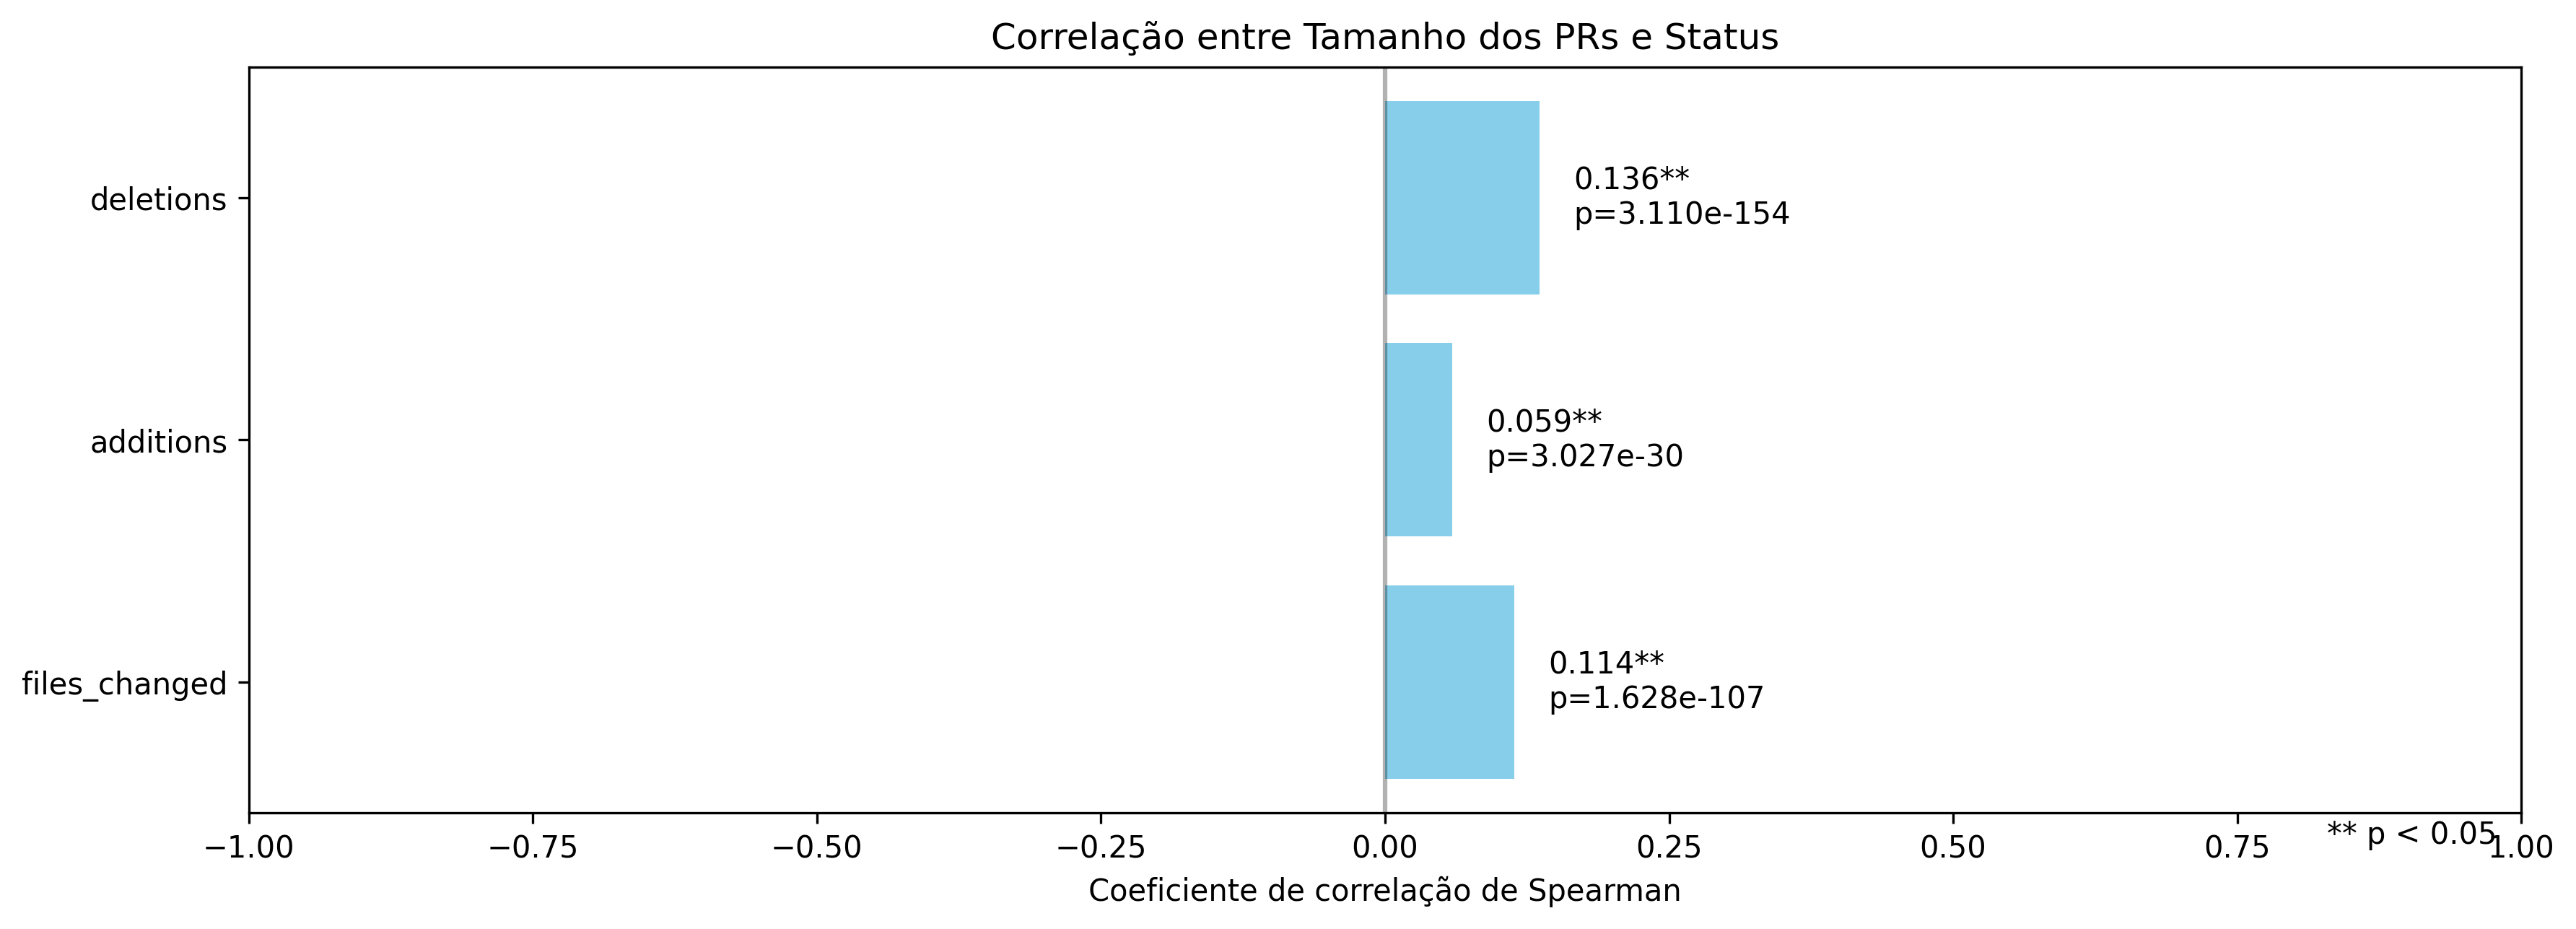 Correlação entre Tamanho dos PRs e Status
deletions
0.136**
p=3.110e-154
additions
0.059**
p=3.027e-30
files_changed
0.114**
p=1.628e-107
−1.00 −0.75 −0.50 −0.25 0.00 0.25 0.50 0.75 1.00
** p < 0.05
Coeficiente de correlação de Spearman